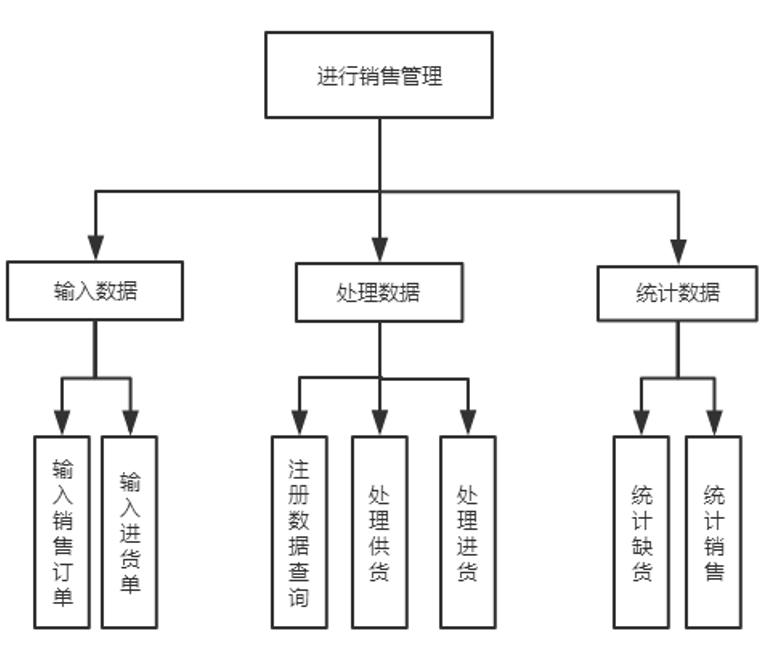 进行销售管理
输入数据
处理数据
统计数据
输入销售订单
输入进货单
注册数据查询
处理供货
处理进货
统计缺货
统计销售